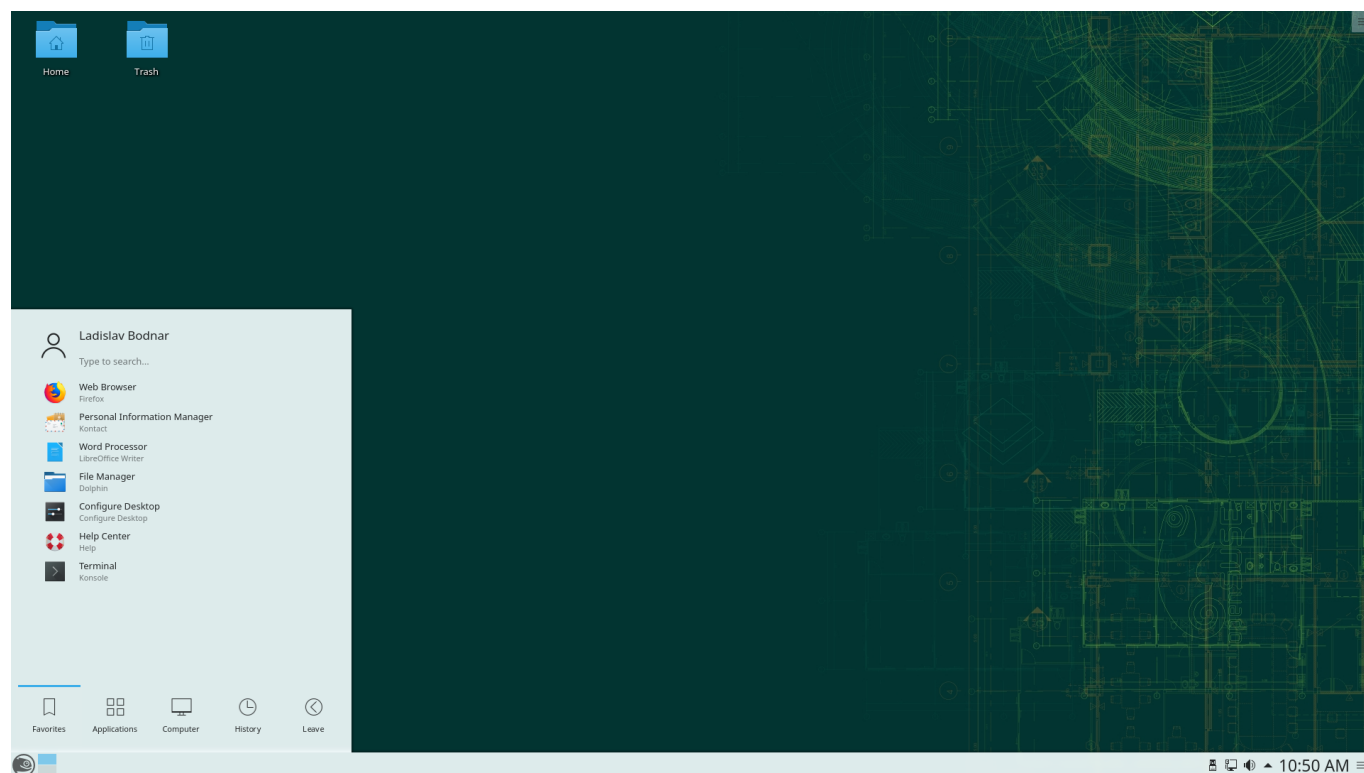 Home
Trash
Ladislav Bodnar
Type to search...
Web Browser
Firefox
Personal Information Manager
Kontact
Word Processor
LibreOffice Writer
File Manager
Dolphin
Configure Desktop
Configure Desktop
Help Center
Help
Terminal
Konsole
Favorites
Applications
Computer
History
Leave
10:50 AM